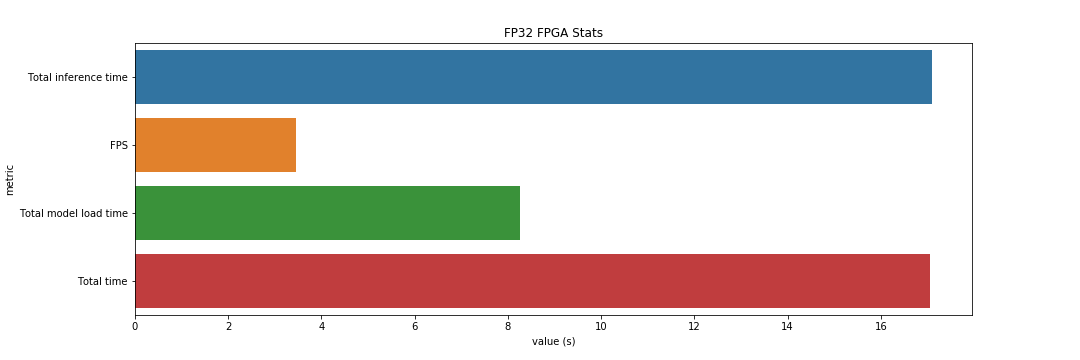 FP32 FPGA Stats
metric
Total inference time
FPS
Total model load time
Total time
0 2 4 6 8 10 12 14 16
value (s)